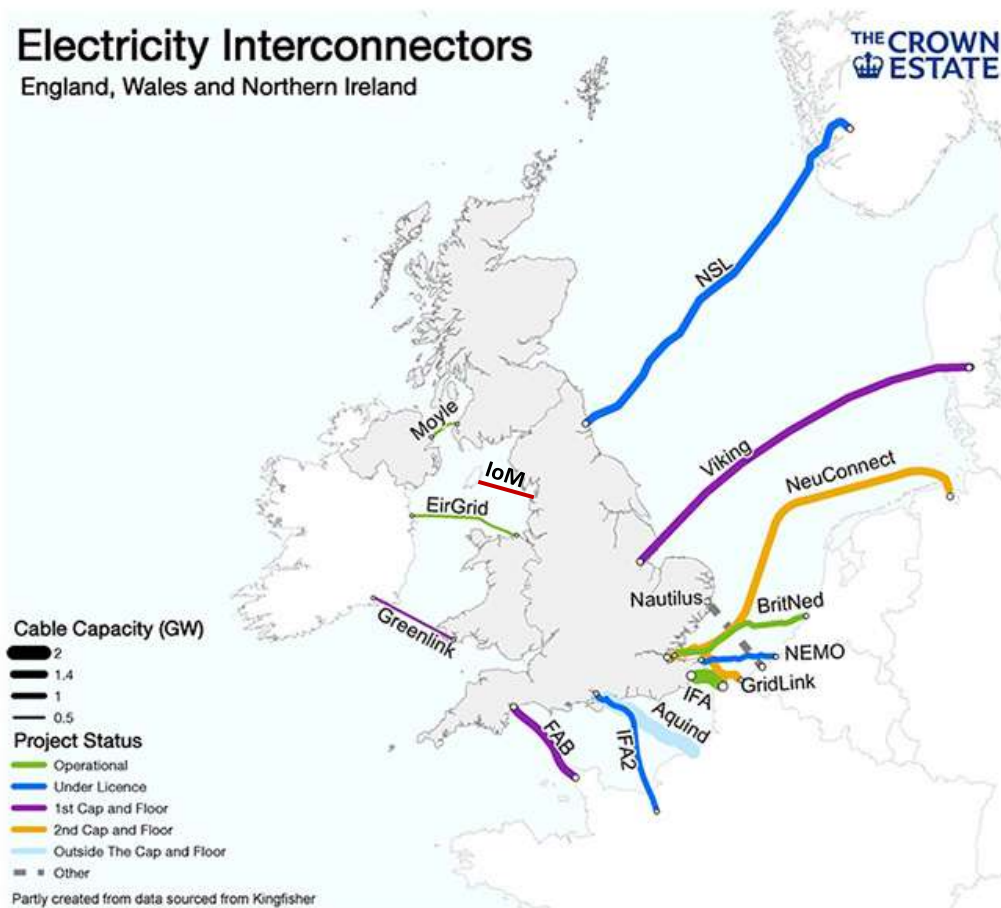 Electricity Interconnectors
England, Wales and Northern Ireland
THE CROWN
ESTATE
NSL
Moyle
Viking
IoM
NeuConnect
EirGrid
Nautilus
BritNed
Greenlink
NEMO
GridLink
IFA
Aquind
FAB
IFA2
Cable Capacity (GW)
2
1.4
1
0.5
Project Status
Operational
Under Licence
1st Cap and Floor
2nd Cap and Floor
Outside The Cap and Floor
Other
Partly created from data sourced from Kingfisher